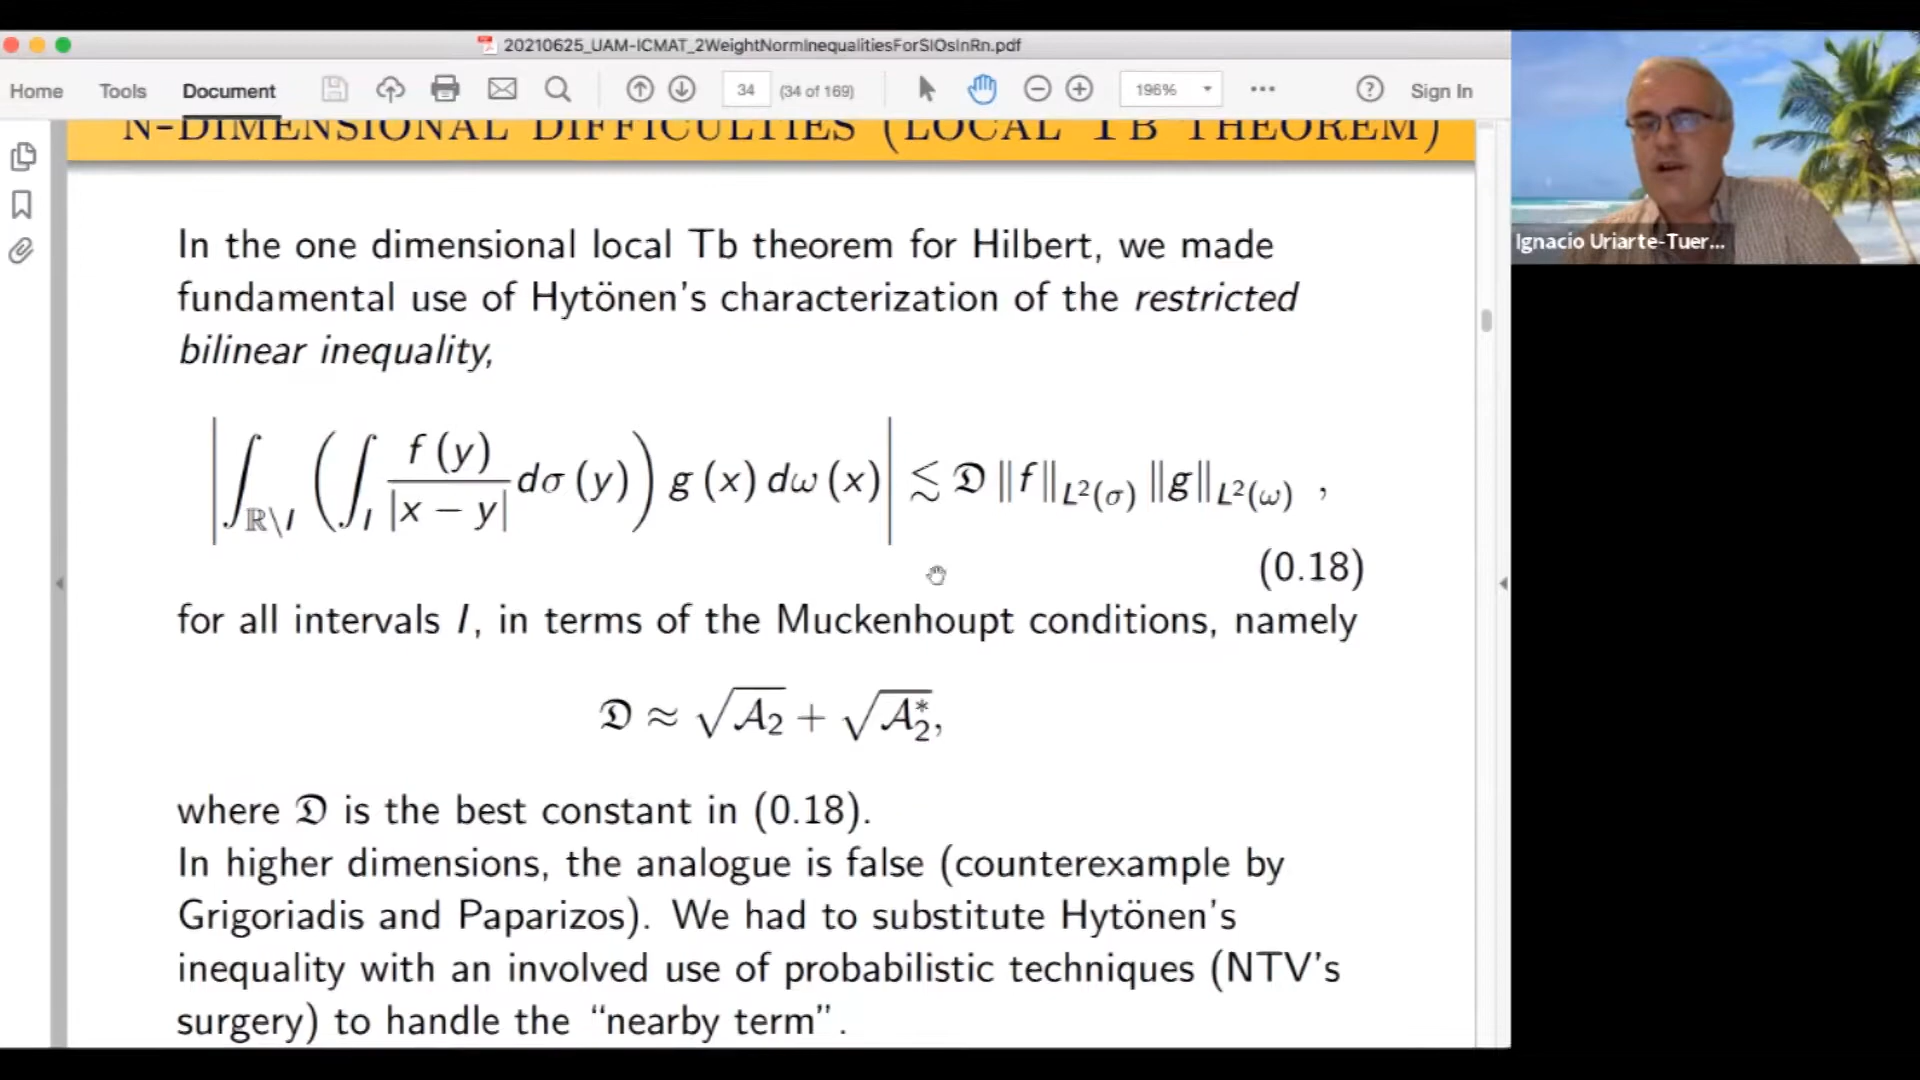 20210625_UAM-ICMAT_2WeightNormInequalitiesForSIOsInRn.pdf
Home Tools Document 34 (34 of 169) 196% Sign In
N-DIMENSIONAL DIFFICULTIES (LOCAL TB THEOREM)
Ignacio Uriarte-Tuer...
In the one dimensional local Tb theorem for Hilbert, we made
fundamental use of Hytönen's characterization of the restricted
bilinear inequality,
|∫_{ℝ\I} (∫_I f(y)/|x − y| dσ(y)) g(x) dω(x)| ≲ 𝔇 ‖f‖_{L²(σ)} ‖g‖_{L²(ω)} ,
(0.18)
for all intervals I, in terms of the Muckenhoupt conditions, namely
𝔇 ≈ √𝒜₂ + √𝒜₂*,
where 𝔇 is the best constant in (0.18).
In higher dimensions, the analogue is false (counterexample by
Grigoriadis and Paparizos). We had to substitute Hytönen's
inequality with an involved use of probabilistic techniques (NTV's
surgery) to handle the “nearby term”.